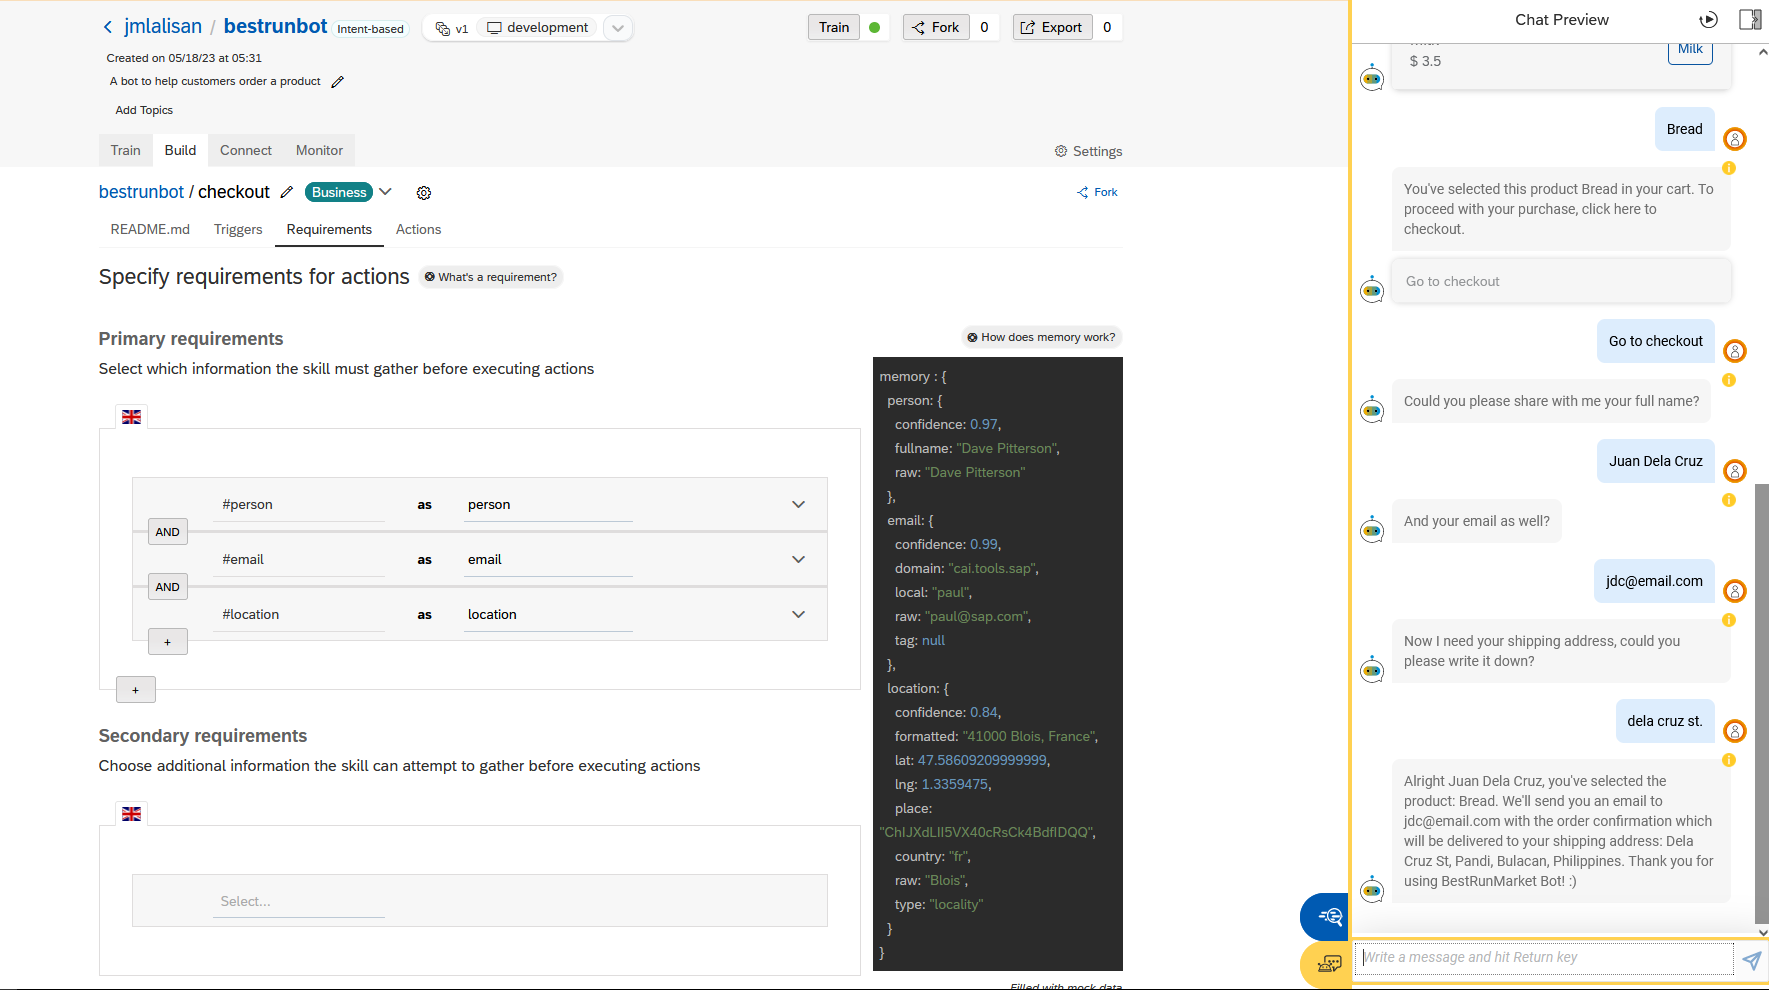 jmlalisan / bestrunbot Intent-based v1 development Train Fork 0 Export 0
Created on 05/18/23 at 05:31
A bot to help customers order a product
Add Topics
Train Build Connect Monitor Settings
bestrunbot / checkout Business Fork
README.md Triggers Requirements Actions
Specify requirements for actions What's a requirement?
Primary requirements How does memory work?
Select which information the skill must gather before executing actions
#person as person
AND
#email as email
AND
#location as location
+
+
Secondary requirements
Choose additional information the skill can attempt to gather before executing actions
Select...
memory : {
person: {
confidence: 0.97,
fullname: "Dave Pitterson",
raw: "Dave Pitterson"
},
email: {
confidence: 0.99,
domain: "cai.tools.sap",
local: "paul",
raw: "paul@sap.com",
tag: null
},
location: {
confidence: 0.84,
formatted: "41000 Blois, France",
lat: 47.58609209999999,
lng: 1.3359475,
place:
"ChIJXdLII5VX40cRsCk4BdfIDQQ",
country: "fr",
raw: "Blois",
type: "locality"
}
}
Filled with mock data
Chat Preview
Milk
$ 3.5
Bread
You've selected this product Bread in your cart. To
proceed with your purchase, click here to
checkout.
Go to checkout
Go to checkout
Could you please share with me your full name?
Juan Dela Cruz
And your email as well?
jdc@email.com
Now I need your shipping address, could you
please write it down?
dela cruz st.
Alright Juan Dela Cruz, you've selected the
product: Bread. We'll send you an email to
jdc@email.com with the order confirmation which
will be delivered to your shipping address: Dela
Cruz St, Pandi, Bulacan, Philippines. Thank you for
using BestRunMarket Bot! :)
Write a message and hit Return key